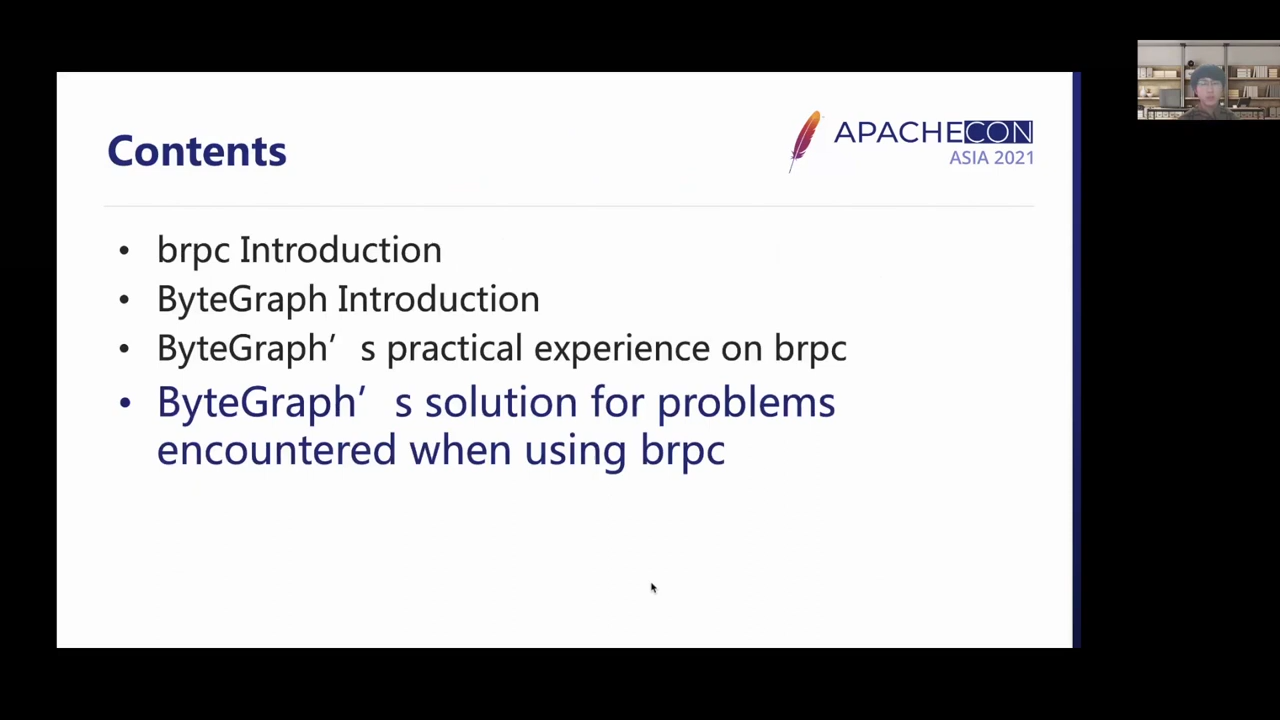 Contents
APACHECON
ASIA 2021
• brpc Introduction
• ByteGraph Introduction
• ByteGraph’s practical experience on brpc
• ByteGraph’s solution for problems
encountered when using brpc